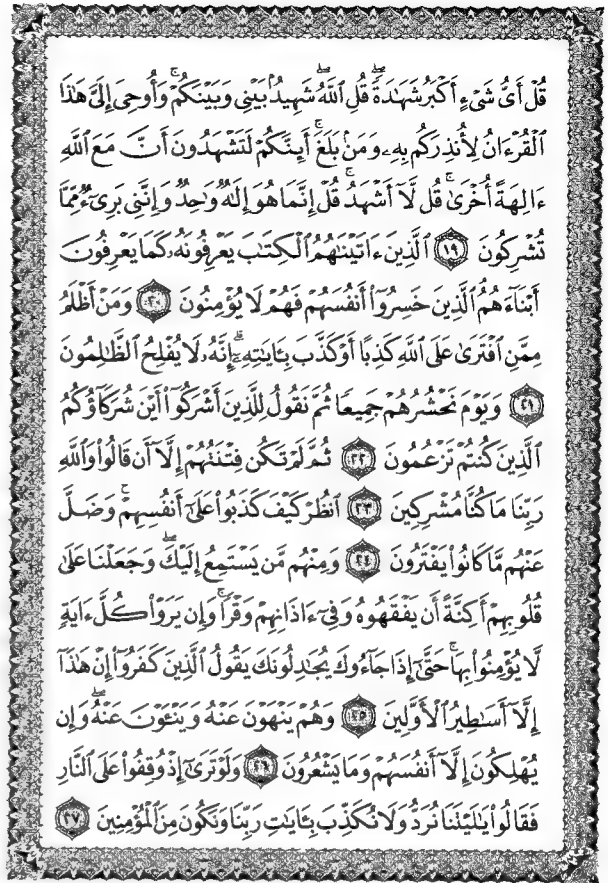 قُلْ أَىُّ شَىْءٍ أَكْبَرُ شَهَٰدَةً ۖ قُلِ ٱللَّهُ ۖ شَهِيدٌۢ بَيْنِى وَبَيْنَكُمْ ۚ وَأُوحِىَ إِلَىَّ هَٰذَا
ٱلْقُرْءَانُ لِأُنذِرَكُم بِهِۦ وَمَنۢ بَلَغَ ۚ أَئِنَّكُمْ لَتَشْهَدُونَ أَنَّ مَعَ ٱللَّهِ
ءَالِهَةً أُخْرَىٰ ۚ قُل لَّآ أَشْهَدُ ۚ قُلْ إِنَّمَا هُوَ إِلَٰهٌ وَٰحِدٌ وَإِنَّنِى بَرِىٓءٌ مِّمَّا
تُشْرِكُونَ ١٩ ٱلَّذِينَ ءَاتَيْنَٰهُمُ ٱلْكِتَٰبَ يَعْرِفُونَهُۥ كَمَا يَعْرِفُونَ
أَبْنَآءَهُمُ ٱلَّذِينَ خَسِرُوٓا۟ أَنفُسَهُمْ فَهُمْ لَا يُؤْمِنُونَ ٢٠ وَمَنْ أَظْلَمُ
مِمَّنِ ٱفْتَرَىٰ عَلَى ٱللَّهِ كَذِبًا أَوْ كَذَّبَ بِـَٔايَٰتِهِۦٓ ۗ إِنَّهُۥ لَا يُفْلِحُ ٱلظَّٰلِمُونَ
٢١ وَيَوْمَ نَحْشُرُهُمْ جَمِيعًا ثُمَّ نَقُولُ لِلَّذِينَ أَشْرَكُوٓا۟ أَيْنَ شُرَكَآؤُكُمُ
ٱلَّذِينَ كُنتُمْ تَزْعُمُونَ ٢٢ ثُمَّ لَمْ تَكُن فِتْنَتُهُمْ إِلَّآ أَن قَالُوا۟ وَٱللَّهِ
رَبِّنَا مَا كُنَّا مُشْرِكِينَ ٢٣ ٱنظُرْ كَيْفَ كَذَبُوا۟ عَلَىٰٓ أَنفُسِهِمْ ۚ وَضَلَّ
عَنْهُم مَّا كَانُوا۟ يَفْتَرُونَ ٢٤ وَمِنْهُم مَّن يَسْتَمِعُ إِلَيْكَ ۖ وَجَعَلْنَا عَلَىٰ
قُلُوبِهِمْ أَكِنَّةً أَن يَفْقَهُوهُ وَفِىٓ ءَاذَانِهِمْ وَقْرًا ۚ وَإِن يَرَوْا۟ كُلَّ ءَايَةٍ
لَّا يُؤْمِنُوا۟ بِهَا ۚ حَتَّىٰٓ إِذَا جَآءُوكَ يُجَٰدِلُونَكَ يَقُولُ ٱلَّذِينَ كَفَرُوٓا۟ إِنْ هَٰذَآ
إِلَّآ أَسَٰطِيرُ ٱلْأَوَّلِينَ ٢٥ وَهُمْ يَنْهَوْنَ عَنْهُ وَيَنْـَٔوْنَ عَنْهُ ۖ وَإِن
يُهْلِكُونَ إِلَّآ أَنفُسَهُمْ وَمَا يَشْعُرُونَ ٢٦ وَلَوْ تَرَىٰٓ إِذْ وُقِفُوا۟ عَلَى ٱلنَّارِ
فَقَالُوا۟ يَٰلَيْتَنَا نُرَدُّ وَلَا نُكَذِّبَ بِـَٔايَٰتِ رَبِّنَا وَنَكُونَ مِنَ ٱلْمُؤْمِنِينَ ٢٧